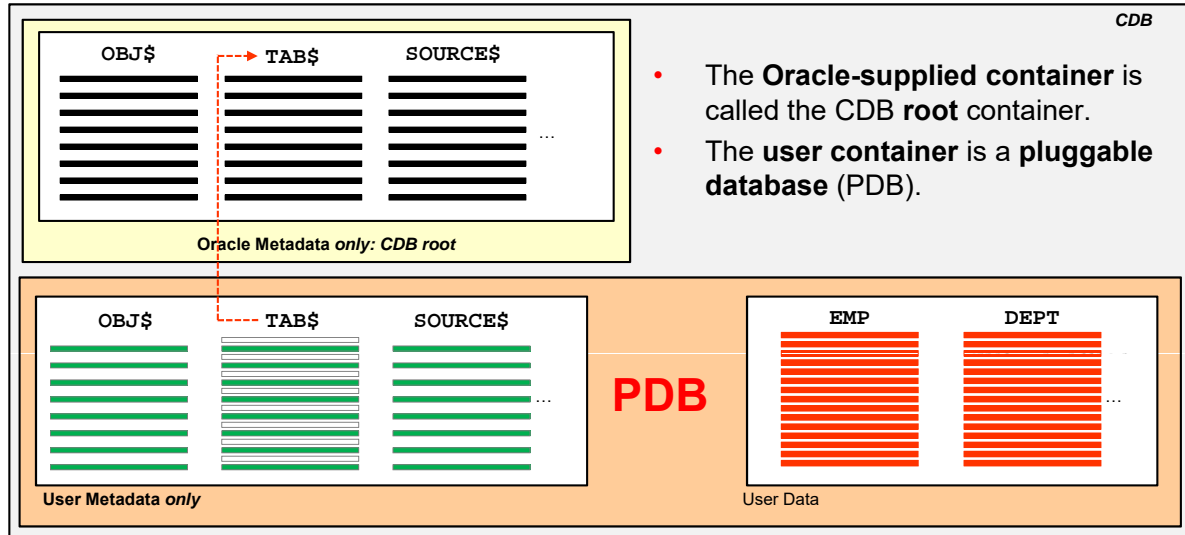 CDB
OBJ$ TAB$ SOURCE$
...
Oracle Metadata only: CDB root
• The Oracle-supplied container is
called the CDB root container.
• The user container is a pluggable
database (PDB).
OBJ$ TAB$ SOURCE$
...
User Metadata only
PDB
EMP DEPT
...
User Data